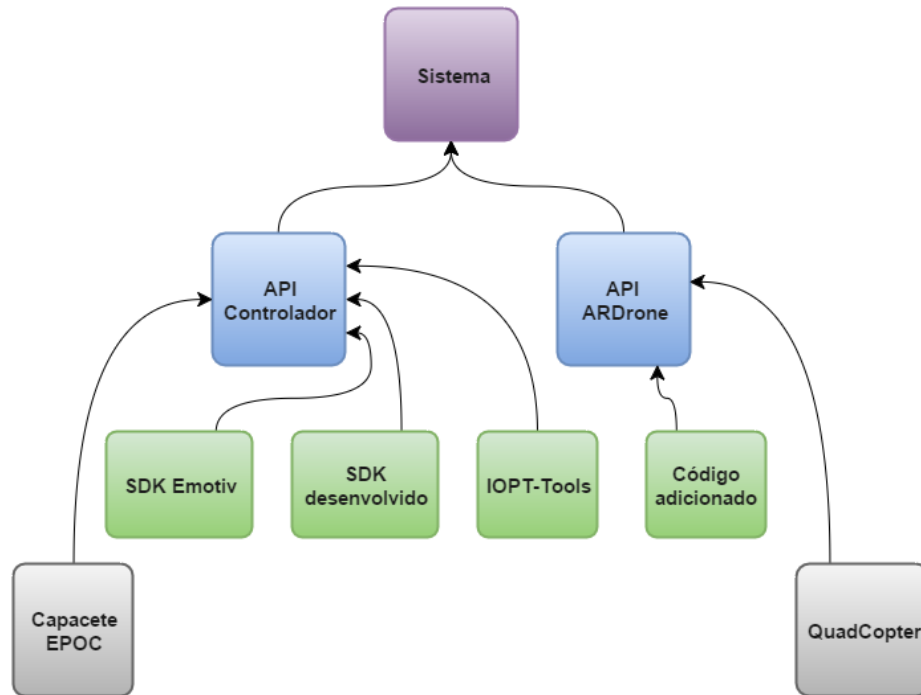 Sistema
API
Controlador
API
ARDrone
SDK Emotiv
SDK
desenvolvido
IOPT-Tools
Código
adicionado
Capacete
EPOC
QuadCopter